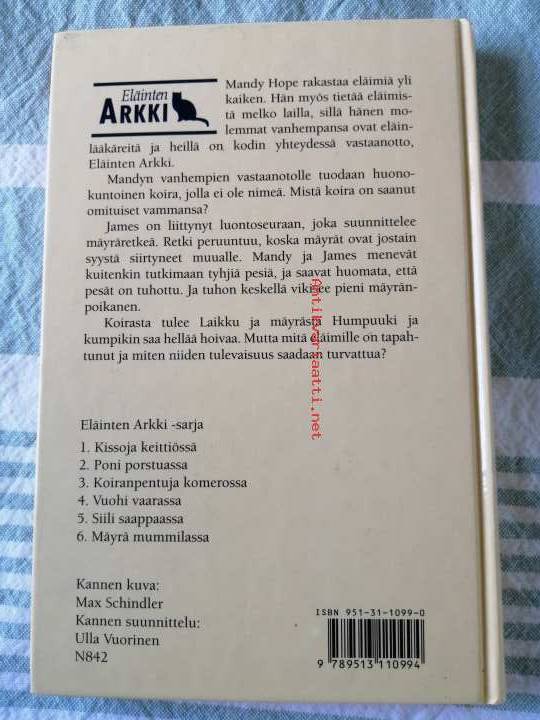 Eläinten
ARKKI
Mandy Hope rakastaa eläimiä yli
kaiken. Hän myös tietää eläimis-
tä melko lailla, sillä hänen mo-
lemmat vanhempansa ovat eläin-
lääkäreitä ja heillä on kodin yhteydessä vastaanotto,
Eläinten Arkki.
Mandyn vanhempien vastaanotolle tuodaan huono-
kuntoinen koira, jolla ei ole nimeä. Mistä koira on saanut
omituiset vammansa?
James on liittynyt luontoseuraan, joka suunnittelee
mäyräretkeä. Retki peruuntuu, koska mäyrät ovat jostain
syystä siirtyneet muualle. Mandy ja James menevät
kuitenkin tutkimaan tyhjiä pesiä, ja saavat huomata, että
pesät on tuhottu. Ja tuhon keskellä vikisee pieni mäyrän-
poikanen.
Koirasta tulee Laikku ja mäyrästä Humpuuki ja
kumpikin saa hellää hoivaa. Mutta mitä eläimille on tapah-
tunut ja miten niiden tulevaisuus saadaan turvattua?
Antikvariaatti.net
Eläinten Arkki -sarja
1. Kissoja keittiössä
2. Poni porstuassa
3. Koiranpentuja komerossa
4. Vuohi vaarassa
5. Siili saappaassa
6. Mäyrä mummilassa
Kannen kuva:
Max Schindler
Kannen suunnittelu:
Ulla Vuorinen
N842
ISBN 951-31-1099-0
9 789513 110994